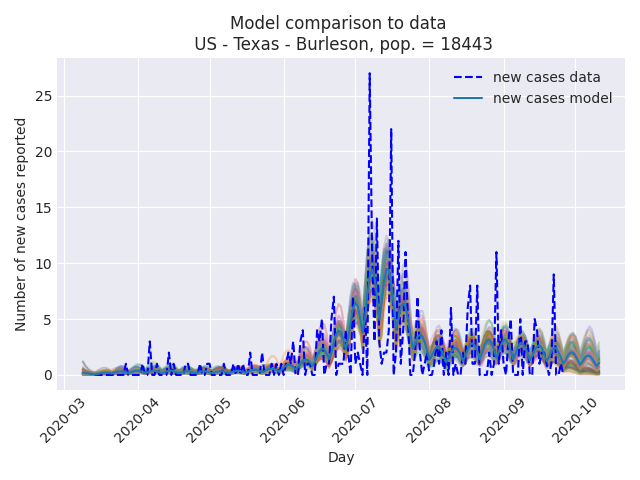 Model comparison to data
US - Texas - Burleson, pop. = 18443
new cases data
new cases model
Number of new cases reported
25
20
15
10
5
0
2020-03
2020-04
2020-05
2020-06
2020-07
2020-08
2020-09
2020-10
Day